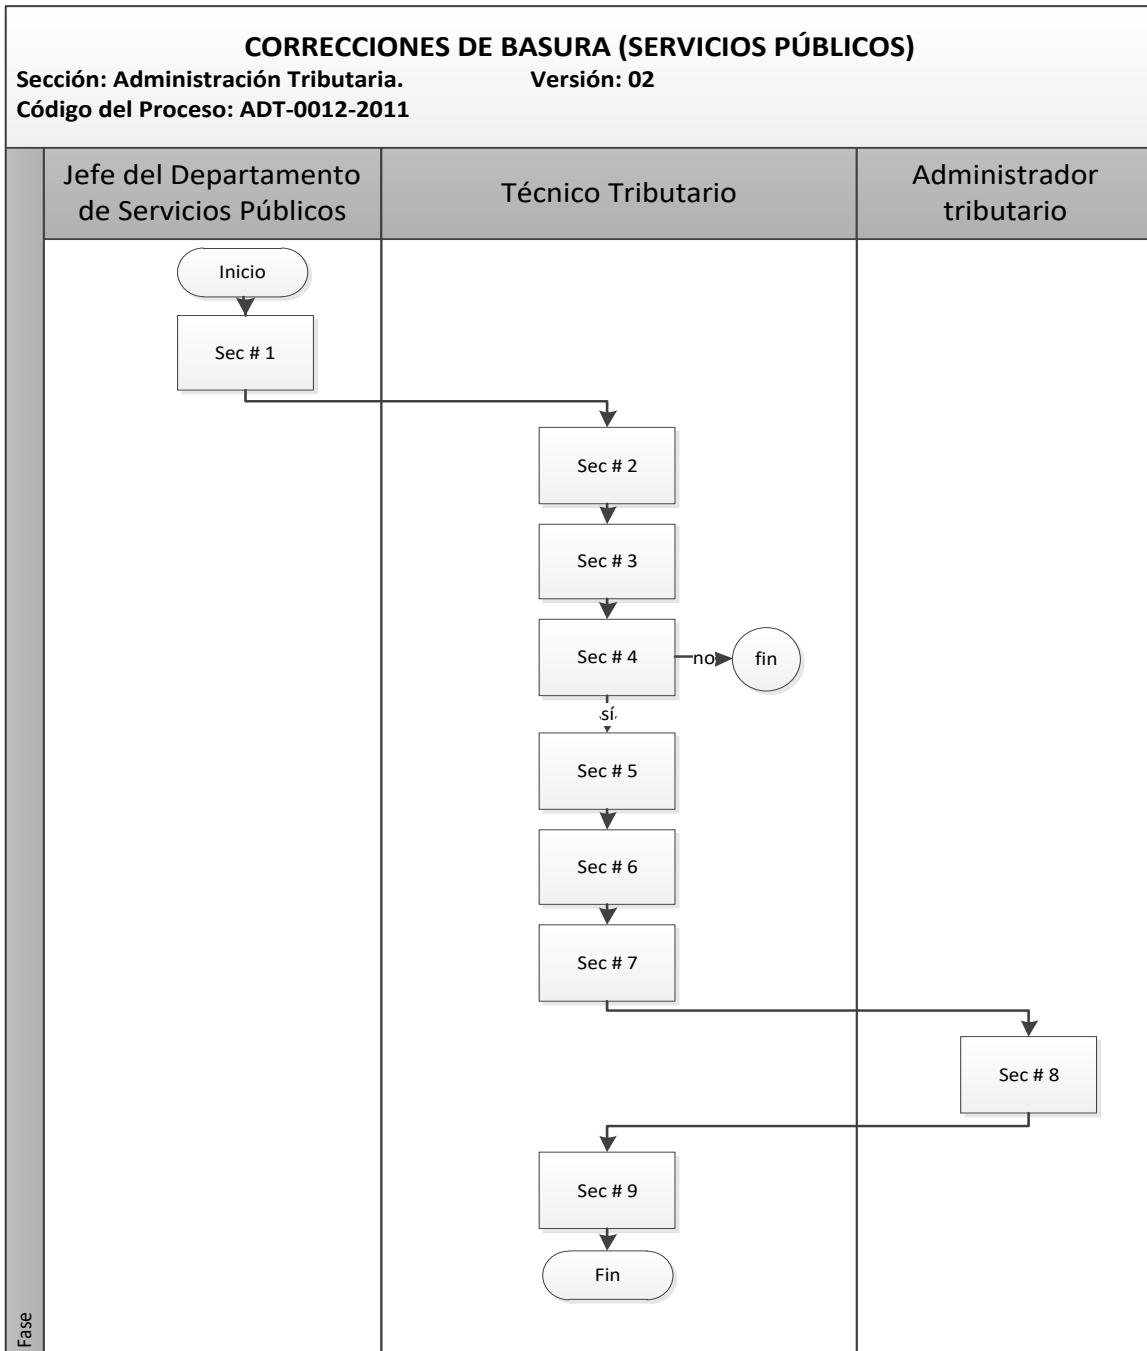 CORRECCIONES DE BASURA (SERVICIOS PÚBLICOS)
Sección: Administración Tributaria. Versión: 02
Código del Proceso: ADT-0012-2011
Jefe del Departamento
de Servicios Públicos
Técnico Tributario
Administrador
tributario
Inicio
Sec # 1
Sec # 2
Sec # 3
Sec # 4
no
fin
sí
Sec # 5
Sec # 6
Sec # 7
Sec # 8
Sec # 9
Fin
Fase